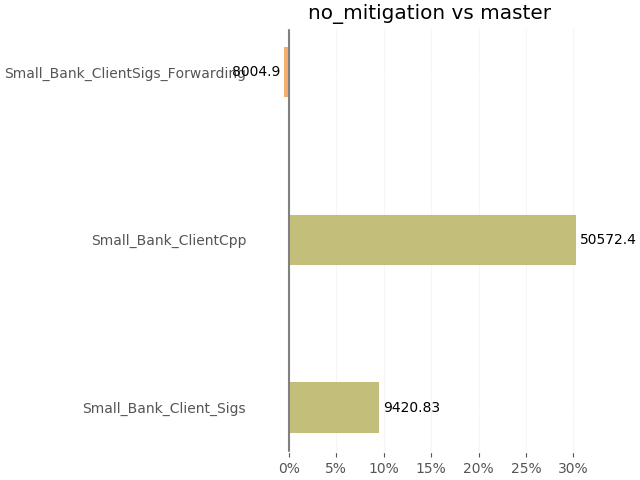 no_mitigation vs master
Small_Bank_ClientSigs_Forwarding
8004.9
Small_Bank_ClientCpp
50572.4
Small_Bank_Client_Sigs
9420.83
0% 5% 10% 15% 20% 25% 30%